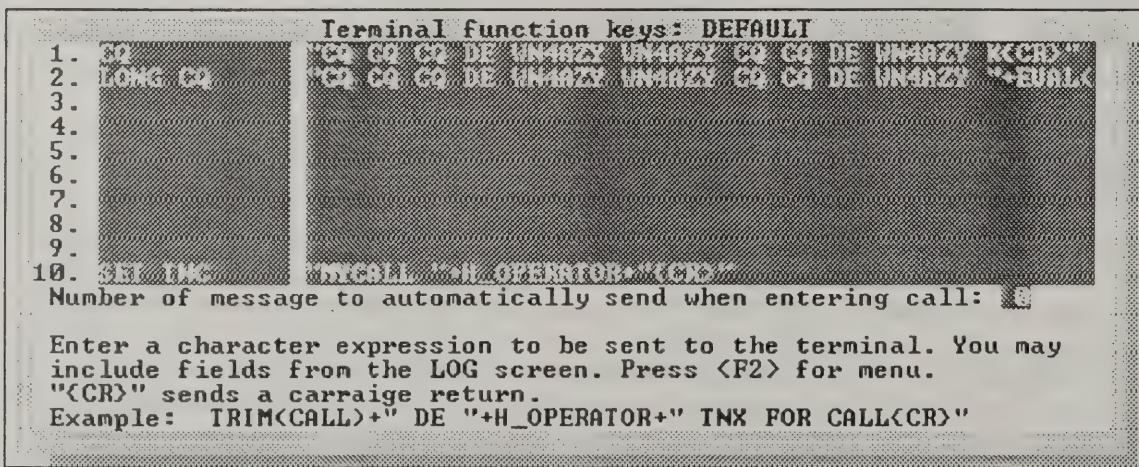 Terminal function keys: DEFAULT
1. CQ "CQ CQ CQ DE WN4AZY WN4AZY CQ CQ DE WN4AZY K{CR}"
2. LONG CQ "CQ CQ CQ DE WN4AZY WN4AZY CQ CQ DE WN4AZY "+EVAL(
3.
4.
5.
6.
7.
8.
9.
10. SET TNC "MYCALL "+H_OPERATOR+"{CR}"
Number of message to automatically send when entering call: 0
Enter a character expression to be sent to the terminal. You may
include fields from the LOG screen. Press <F2> for menu.
"{CR}" sends a carraige return.
Example: TRIM(CALL)+" DE "+H_OPERATOR+" TNX FOR CALL{CR}"